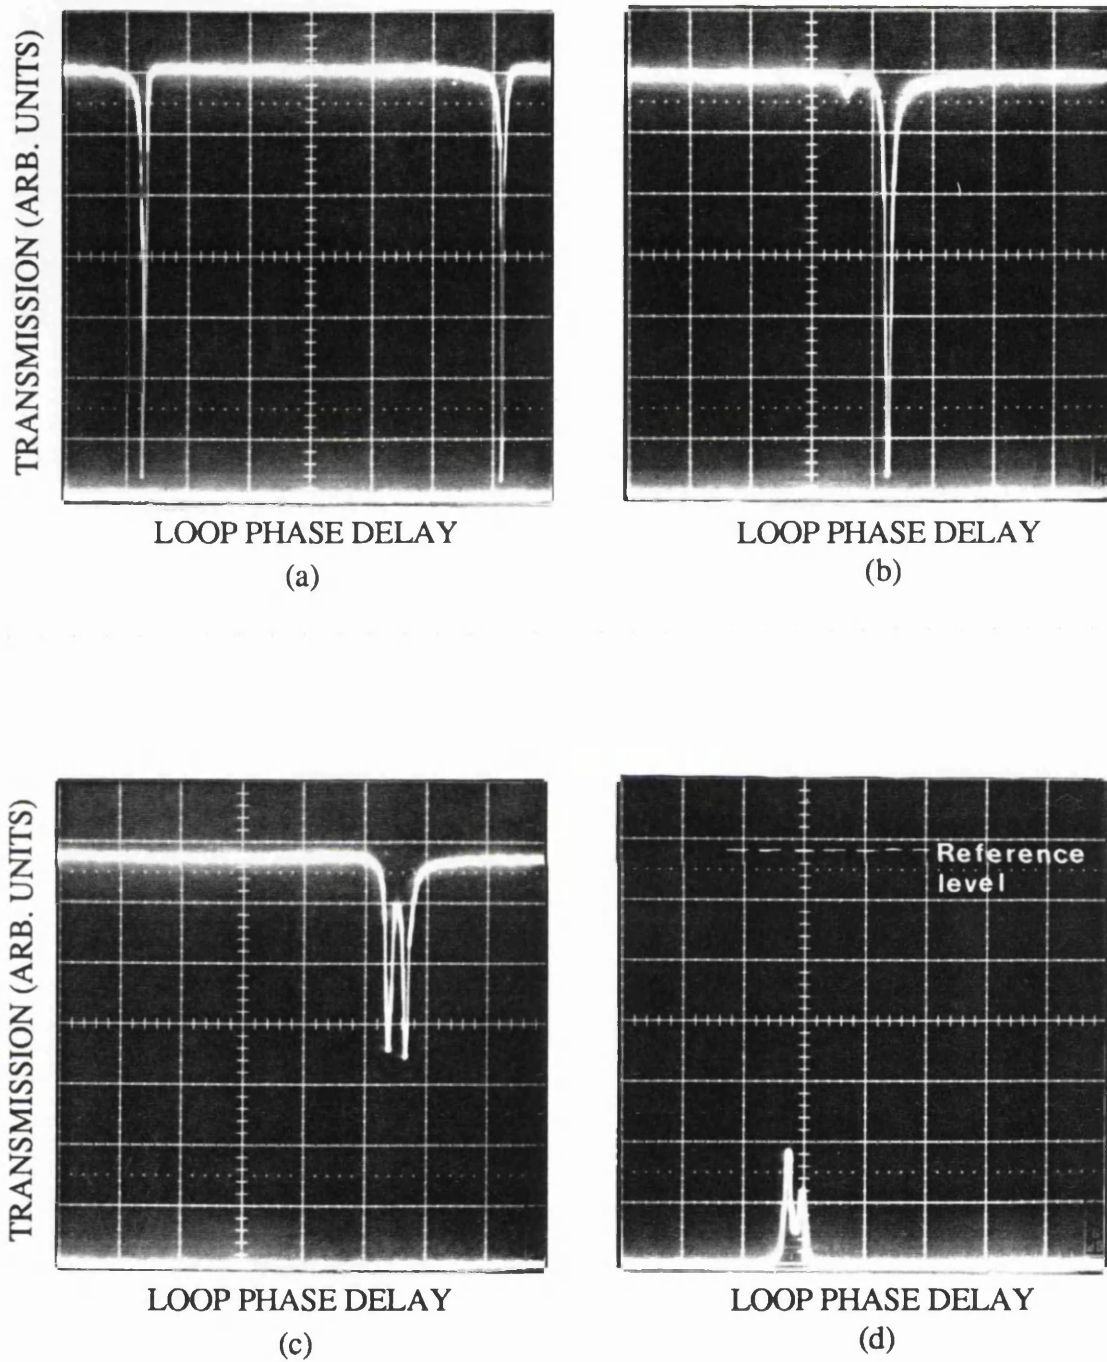 TRANSMISSION (ARB. UNITS)
LOOP PHASE DELAY
(a)
LOOP PHASE DELAY
(b)
TRANSMISSION (ARB. UNITS)
LOOP PHASE DELAY
(c)
Reference
level
LOOP PHASE DELAY
(d)